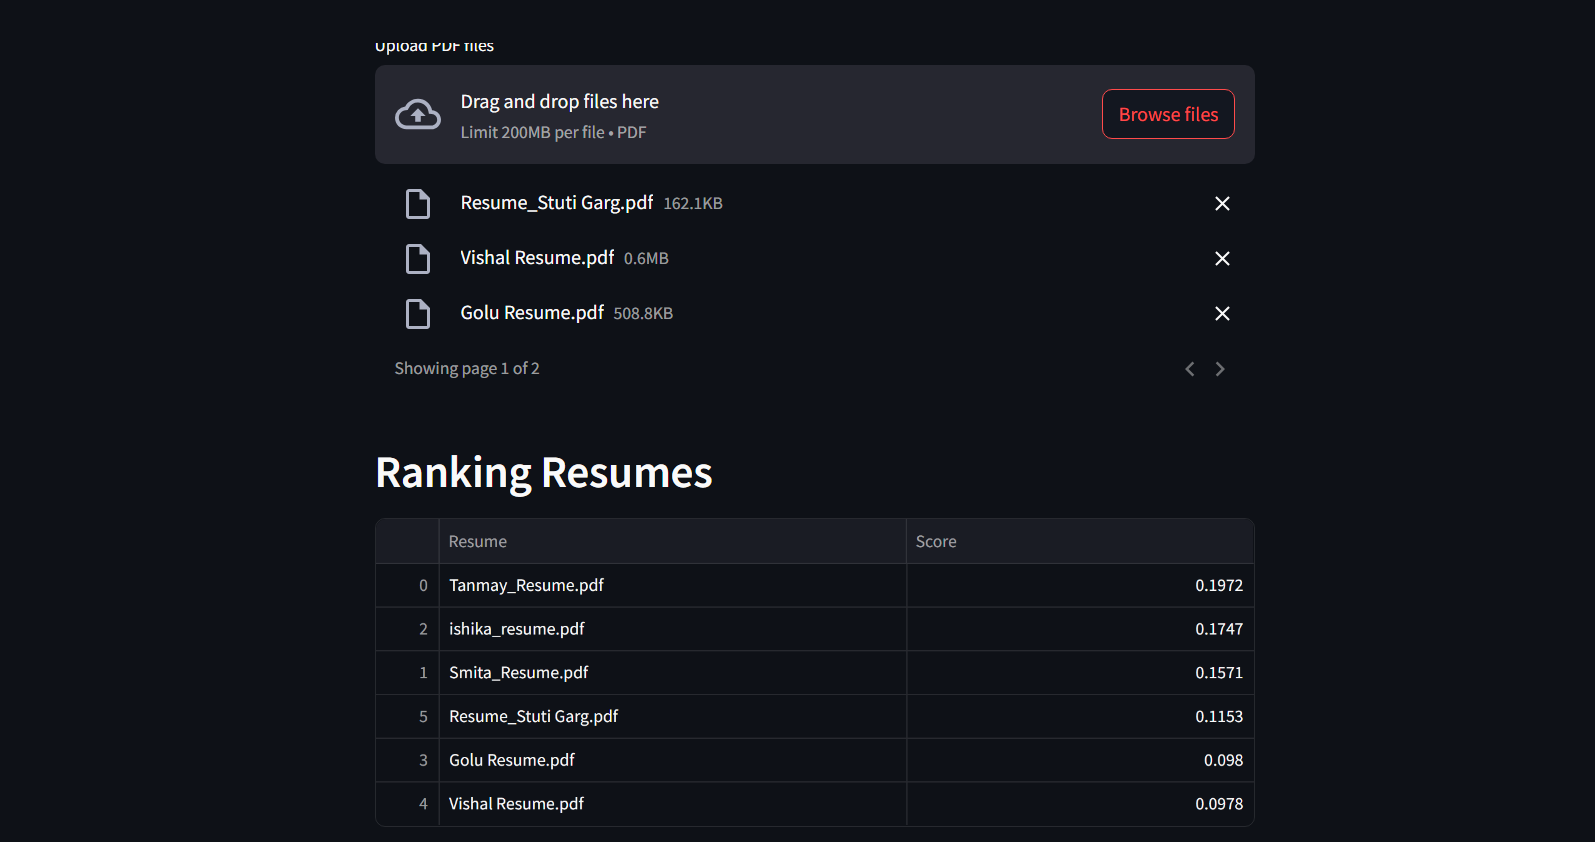 Upload PDF files
Drag and drop files here
Limit 200MB per file • PDF
Browse files
Resume_Stuti Garg.pdf 162.1KB
Vishal Resume.pdf 0.6MB
Golu Resume.pdf 508.8KB
Showing page 1 of 2
Ranking Resumes
Resume Score
0 Tanmay_Resume.pdf 0.1972
2 ishika_resume.pdf 0.1747
1 Smita_Resume.pdf 0.1571
5 Resume_Stuti Garg.pdf 0.1153
3 Golu Resume.pdf 0.098
4 Vishal Resume.pdf 0.0978